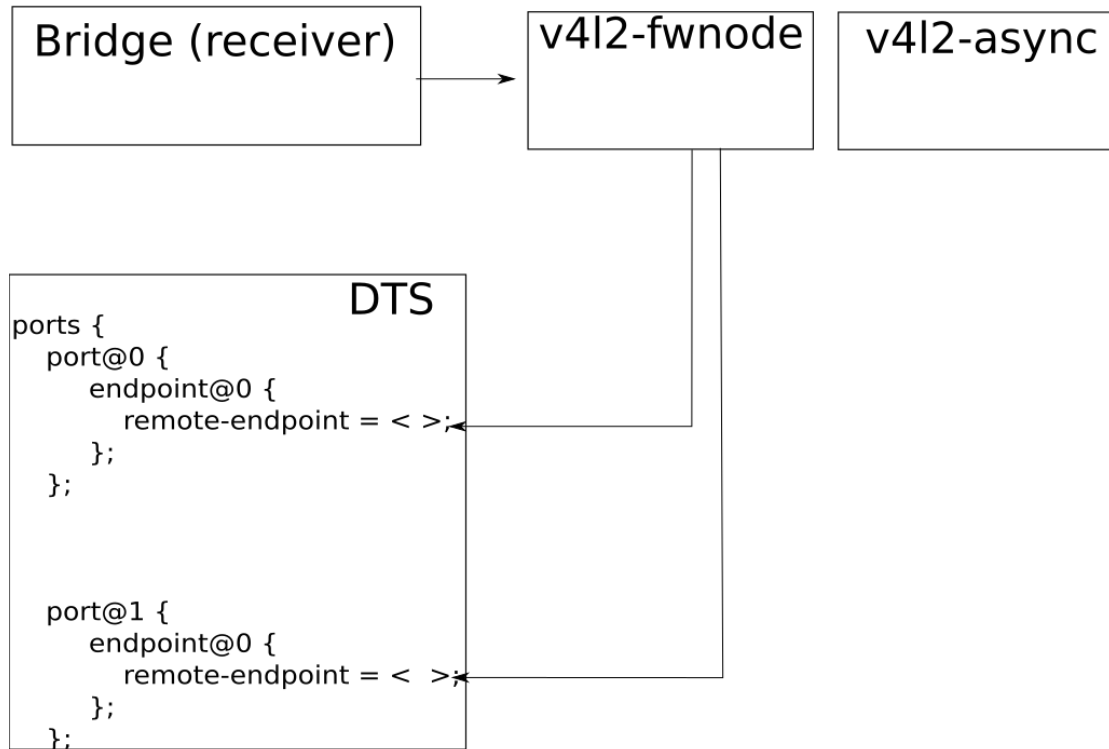 Bridge (receiver)
v4l2-fwnode
v4l2-async
DTS
ports {
port@0 {
endpoint@0 {
remote-endpoint = < >;
};
};
port@1 {
endpoint@0 {
remote-endpoint = <  >;
};
};